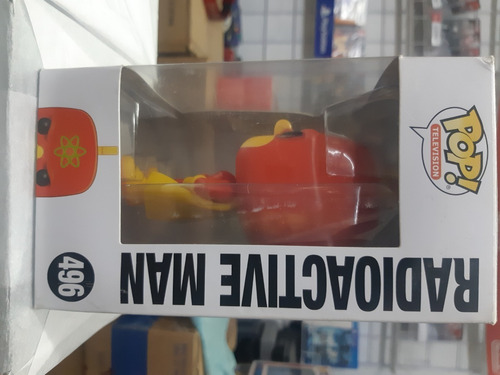 POP!
TELEVISION
RADIOACTIVE MAN
496